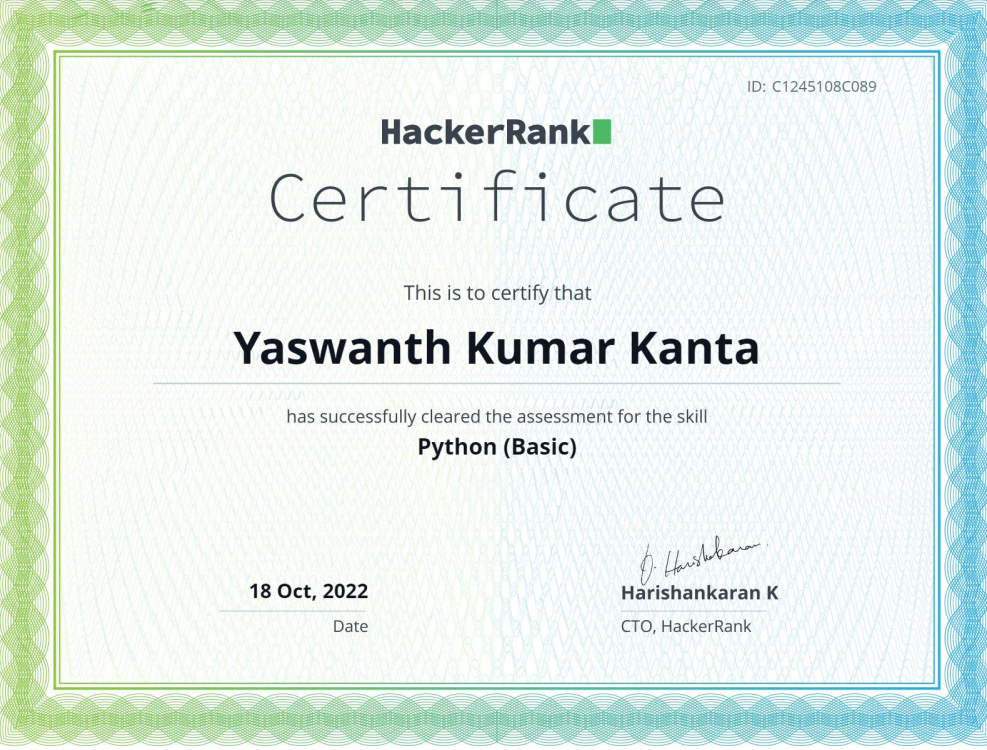 ID: C1245108C089
HackerRank
Certificate
This is to certify that
Yaswanth Kumar Kanta
has successfully cleared the assessment for the skill
Python (Basic)
18 Oct, 2022
Date
Harishankaran K
CTO, HackerRank